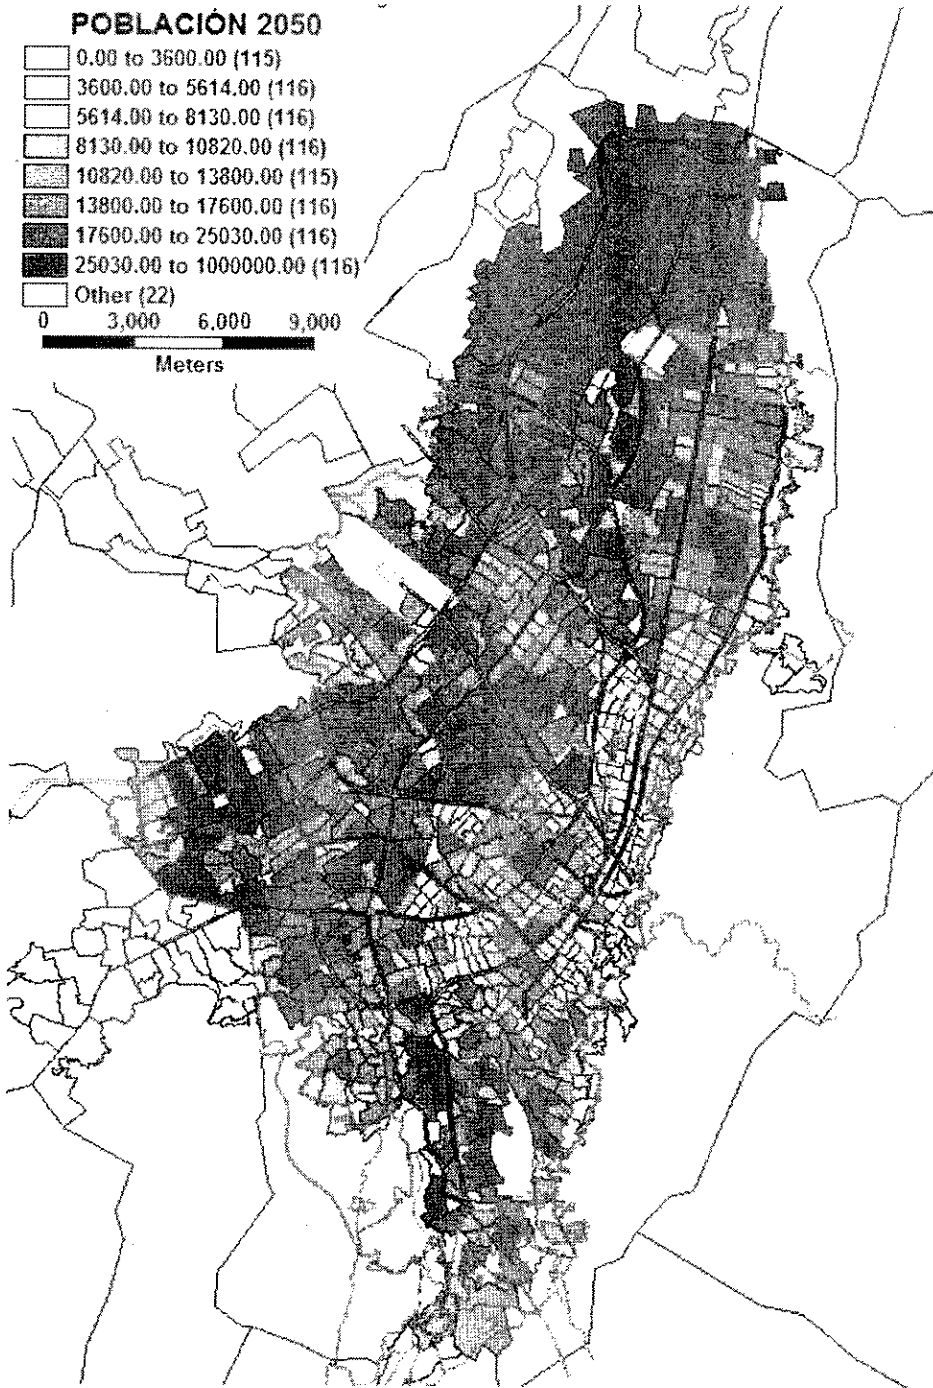 POBLACIÓN 2050
0.00 to 3600.00 (115)
3600.00 to 5614.00 (116)
5614.00 to 8130.00 (116)
8130.00 to 10820.00 (116)
10820.00 to 13800.00 (115)
13800.00 to 17600.00 (116)
17600.00 to 25030.00 (116)
25030.00 to 1000000.00 (116)
Other (22)
0 3,000 6,000 9,000
Meters